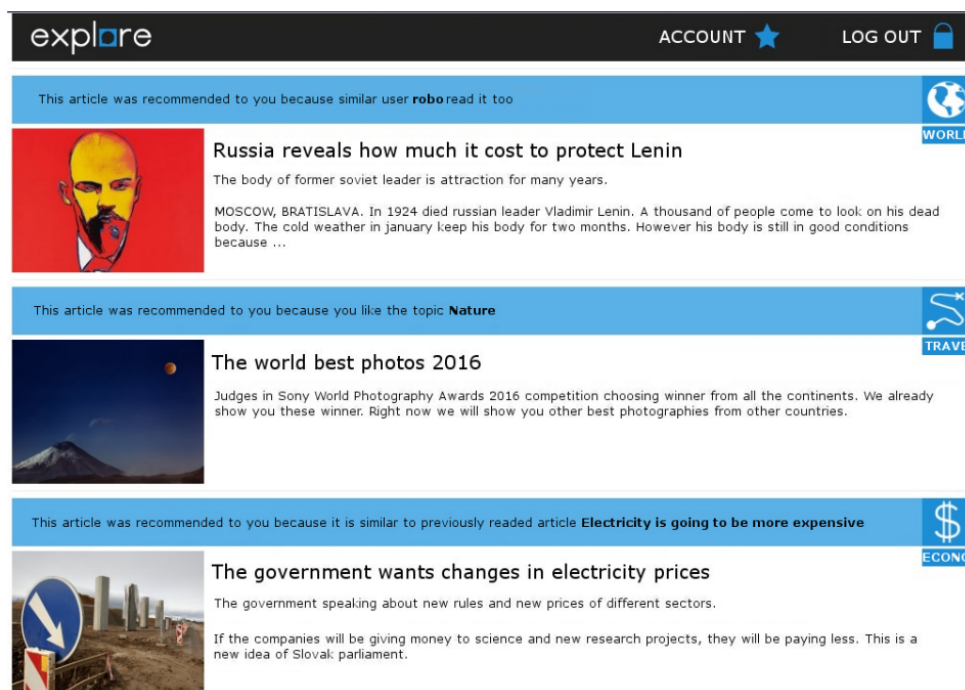 explore
ACCOUNT
LOG OUT
This article was recommended to you because similar user robo read it too
WORL
Russia reveals how much it cost to protect Lenin
The body of former soviet leader is attraction for many years.
MOSCOW, BRATISLAVA. In 1924 died russian leader Vladimir Lenin. A thousand of people come to look on his dead
body. The cold weather in january keep his body for two months. However his body is still in good conditions
because ...
This article was recommended to you because you like the topic Nature
TRAVE
The world best photos 2016
Judges in Sony World Photography Awards 2016 competition choosing winner from all the continents. We already
show you these winner. Right now we will show you other best photographies from other countries.
This article was recommended to you because it is similar to previously readed article Electricity is going to be more expensive
ECONO
The government wants changes in electricity prices
The government speaking about new rules and new prices of different sectors.
If the companies will be giving money to science and new research projects, they will be paying less. This is a
new idea of Slovak parliament.